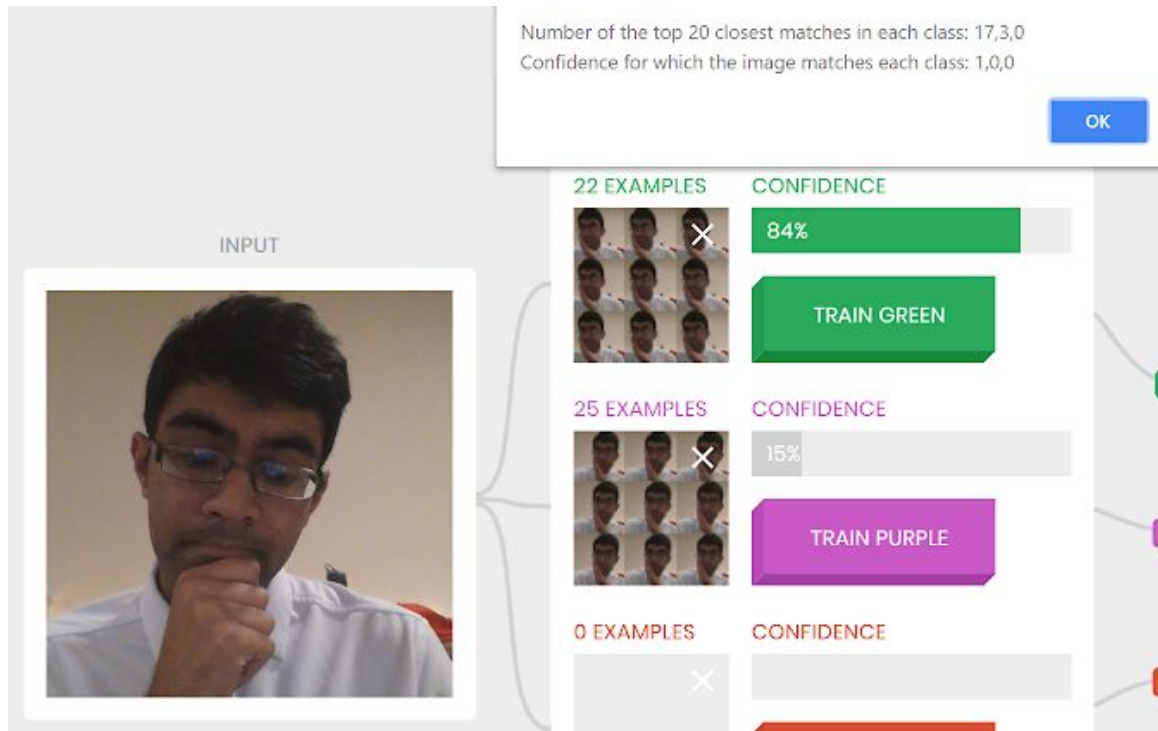 Number of the top 20 closest matches in each class: 17,3,0
Confidence for which the image matches each class: 1,0,0
OK
INPUT
22 EXAMPLES
CONFIDENCE
84%
TRAIN GREEN
25 EXAMPLES
CONFIDENCE
15%
TRAIN PURPLE
0 EXAMPLES
CONFIDENCE